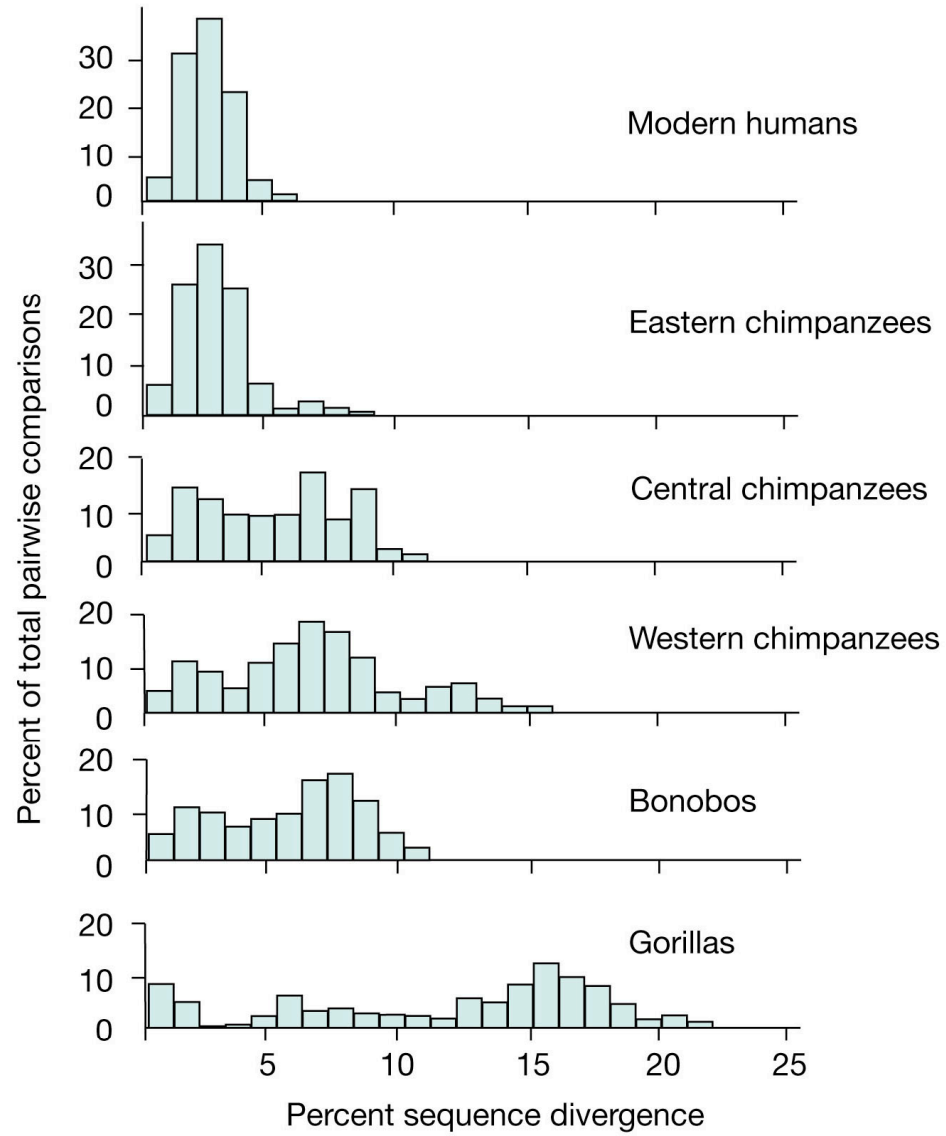 Percent of total pairwise comparisons
30
20
10
0
Modern humans
30
20
10
0
Eastern chimpanzees
20
10
0
Central chimpanzees
20
10
0
Western chimpanzees
20
10
0
Bonobos
20
10
0
Gorillas
5 10 15 20 25
Percent sequence divergence